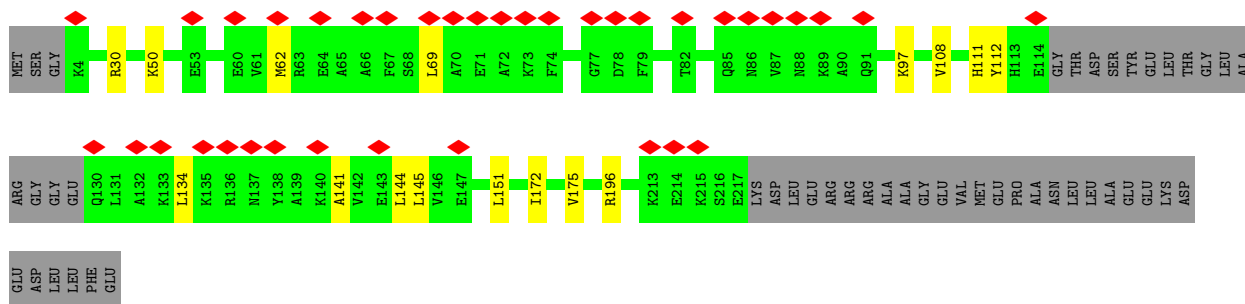 MET SER GLY K4 R30 K50 E53 E60 V61 M62 R63 E64 A65 A66 F67 S68 L69 A70 E71 A72 K73 F74 G77 D78 F79 T82 Q85 N86 V87 N88 K89 A90 Q91 K97 V108 H111 Y112 H113 E114 GLY THR ASP SER TYR GLU LEU THR GLY LEU ALA
ARG GLY GLY GLU Q130 L131 A132 K133 L134 K135 R136 N137 Y138 A139 K140 A141 V142 E143 L144 L145 V146 E147 L151 I172 V175 R196 K213 E214 K215 S216 E217 LYS ASP LEU GLU ARG ARG ARG ALA ALA GLY GLU VAL MET GLU PRO ALA ASN LEU LEU ALA GLU GLU LYS ASP
GLU ASP LEU LEU PHE GLU